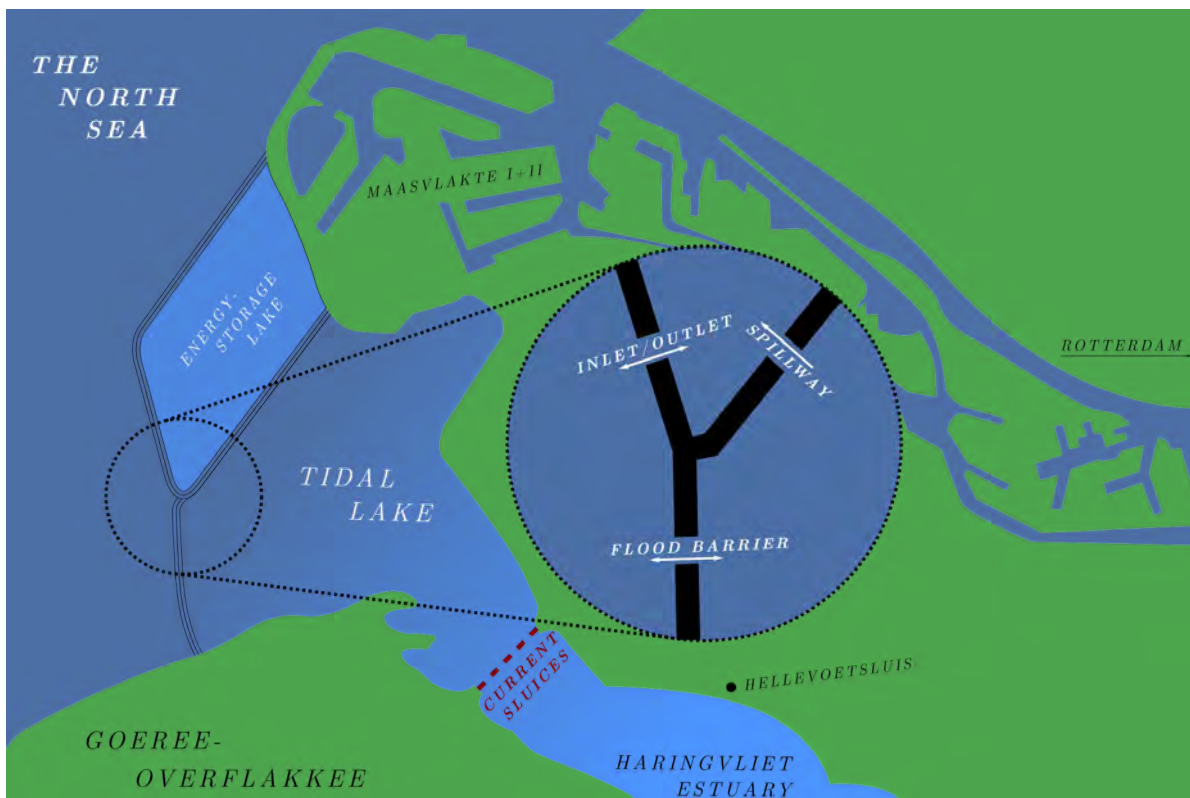 THE
NORTH
SEA
MAASVLAKTE I+II
ENERGY-
STORAGE
LAKE
INLET/OUTLET
SPILLWAY
ROTTERDAM
TIDAL
LAKE
FLOOD BARRIER
CURRENT
SLUICES
HELLEVOETSLUIS
GOEREE-
OVERFLAKKEE
HARINGVLIET
ESTUARY